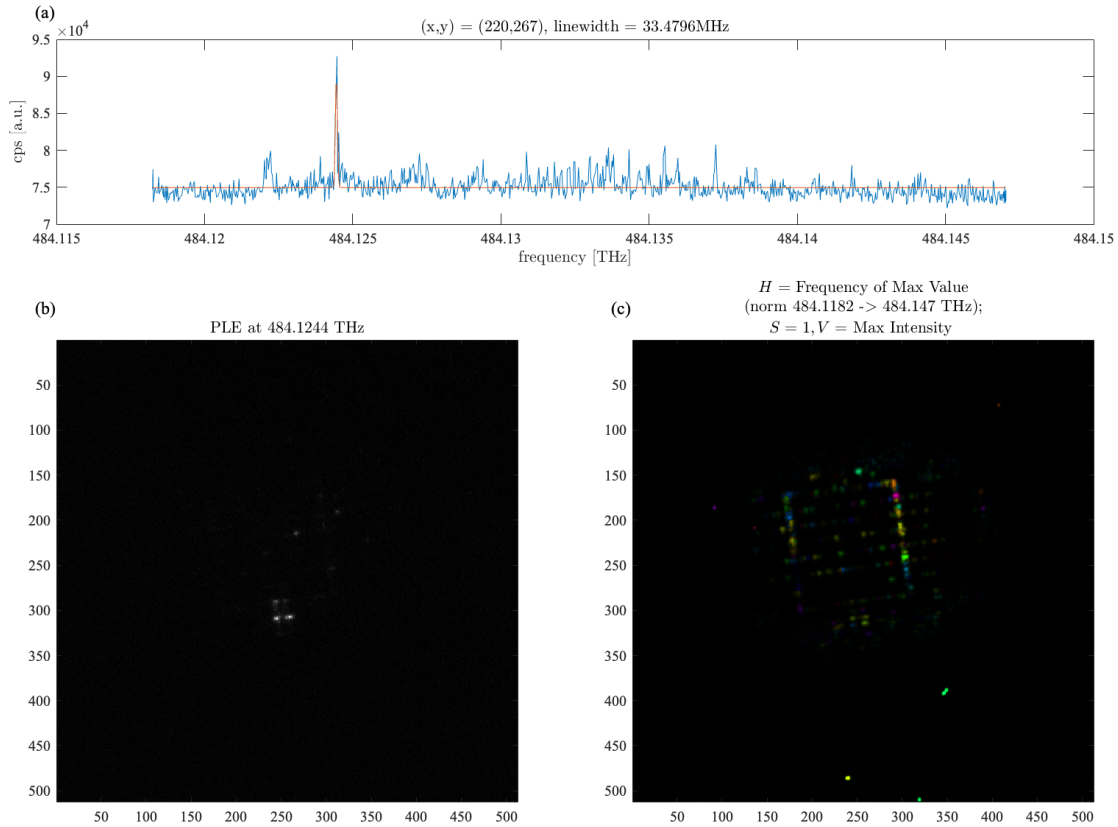 (a)
(x,y) = (220,267), linewidth = 33.4796MHz
×10⁴
9.5
9
8.5
8
7.5
7
cps [a.u.]
484.115 484.12 484.125 484.13 484.135 484.14 484.145 484.15
frequency [THz]
(b)
PLE at 484.1244 THz
50
100
150
200
250
300
350
400
450
500
50 100 150 200 250 300 350 400 450 500
(c)
H = Frequency of Max Value
(norm 484.1182 -> 484.147 THz);
S = 1, V = Max Intensity
50
100
150
200
250
300
350
400
450
500
50 100 150 200 250 300 350 400 450 500